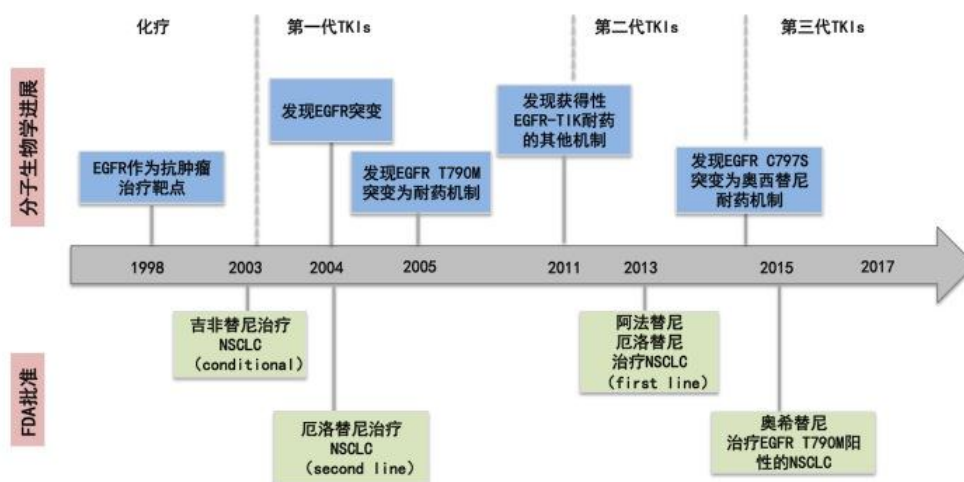 化疗
第一代TKIs
第二代TKIs
第三代TKIs
分子生物学进展
EGFR作为抗肿瘤
治疗靶点
发现EGFR突变
发现EGFR T790M
突变为耐药机制
发现获得性
EGFR-TIK耐药
的其他机制
发现EGFR C797S
突变为奥西替尼
耐药机制
1998
2003
2004
2005
2011
2013
2015
2017
FDA批准
吉非替尼治疗
NSCLC
(conditional)
厄洛替尼治疗
NSCLC
(second line)
阿法替尼
厄洛替尼
治疗NSCLC
(first line)
奥希替尼
治疗EGFR T790M阳
性的NSCLC